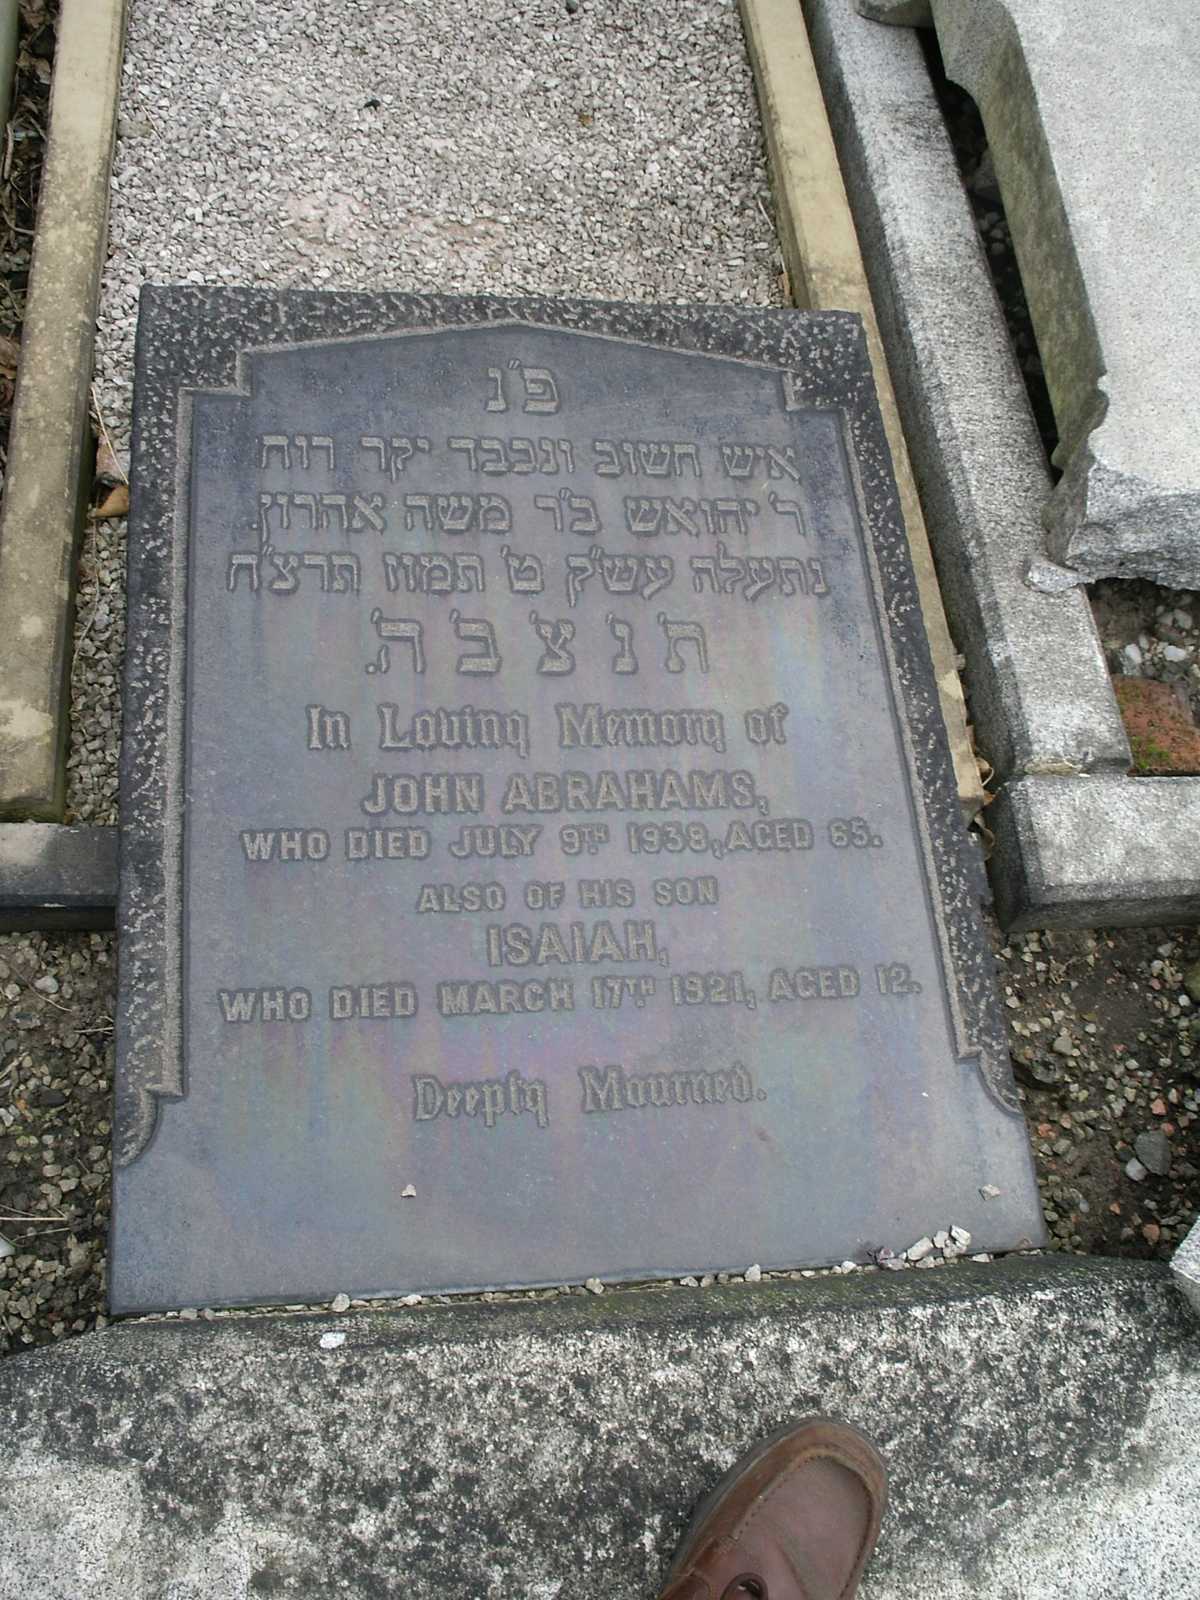 פ"נ
איש חשוב ונכבד יקר רוח
ר' יהואש ב"ר משה אהרון.
נתעלה עש"ק ט' תמוז תרצ"ח
ת' נ' צ' ב' ה'.
In Loving Memory of
JOHN ABRAHAMS,
WHO DIED JULY 9TH 1938, AGED 65.
ALSO OF HIS SON
ISAIAH,
WHO DIED MARCH 17TH 1921, AGED 12.
Deeply Mourned.